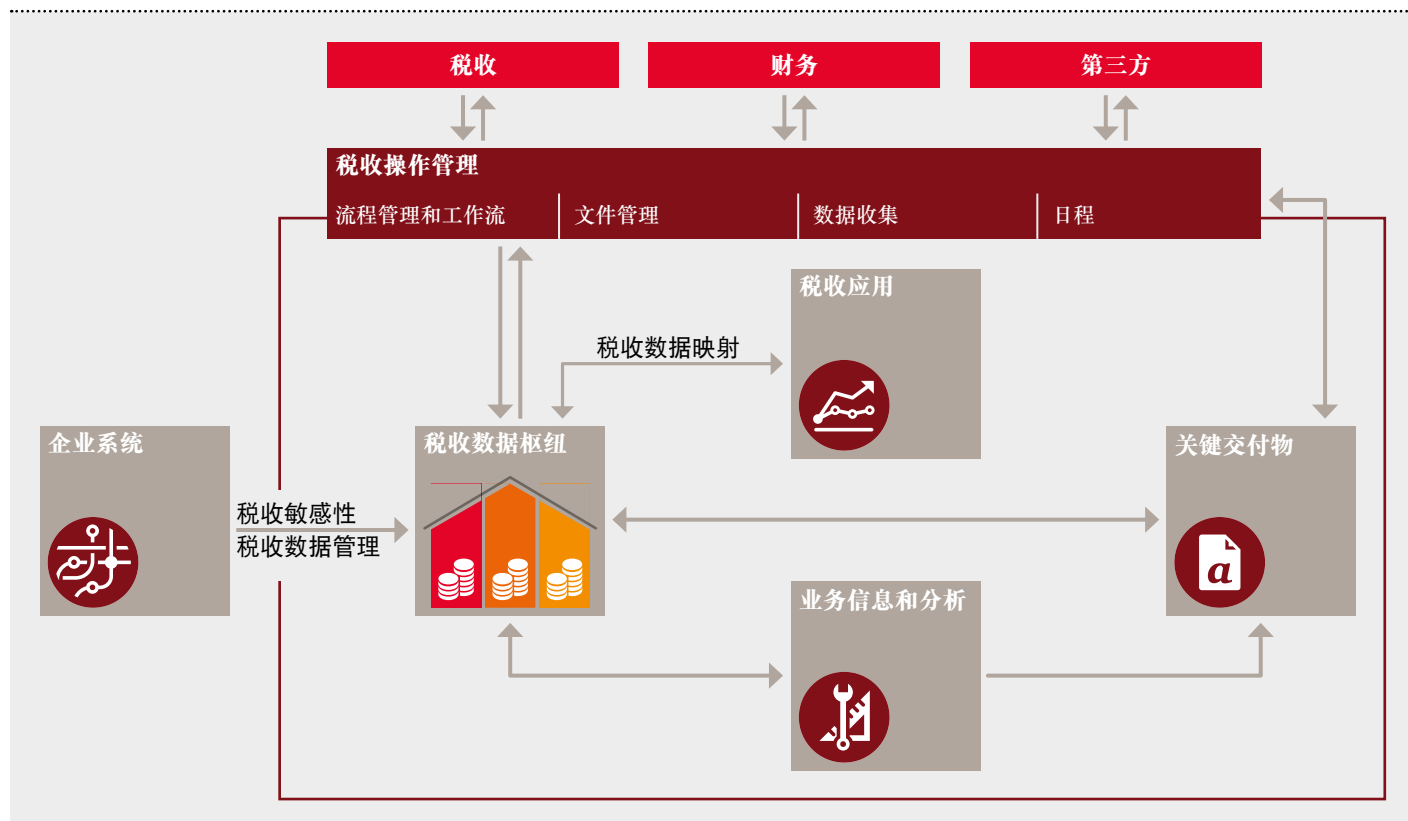 税收
财务
第三方
税收操作管理
流程管理和工作流
文件管理
数据收集
日程
税收应用
税收数据映射
企业系统
税收敏感性
税收数据管理
税收数据枢纽
关键交付物
a
业务信息和分析